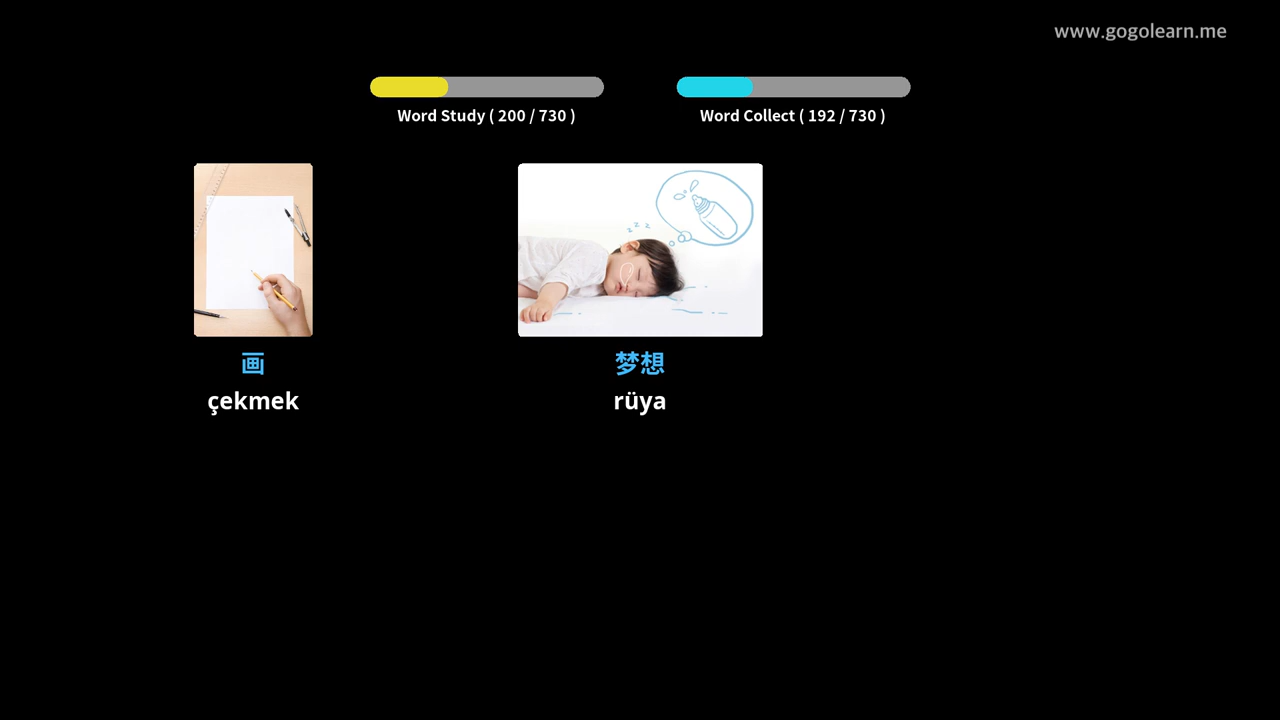 www.gogolearn.me
Word Study ( 200 / 730 )
Word Collect ( 192 / 730 )
画
çekmek
梦想
rüya